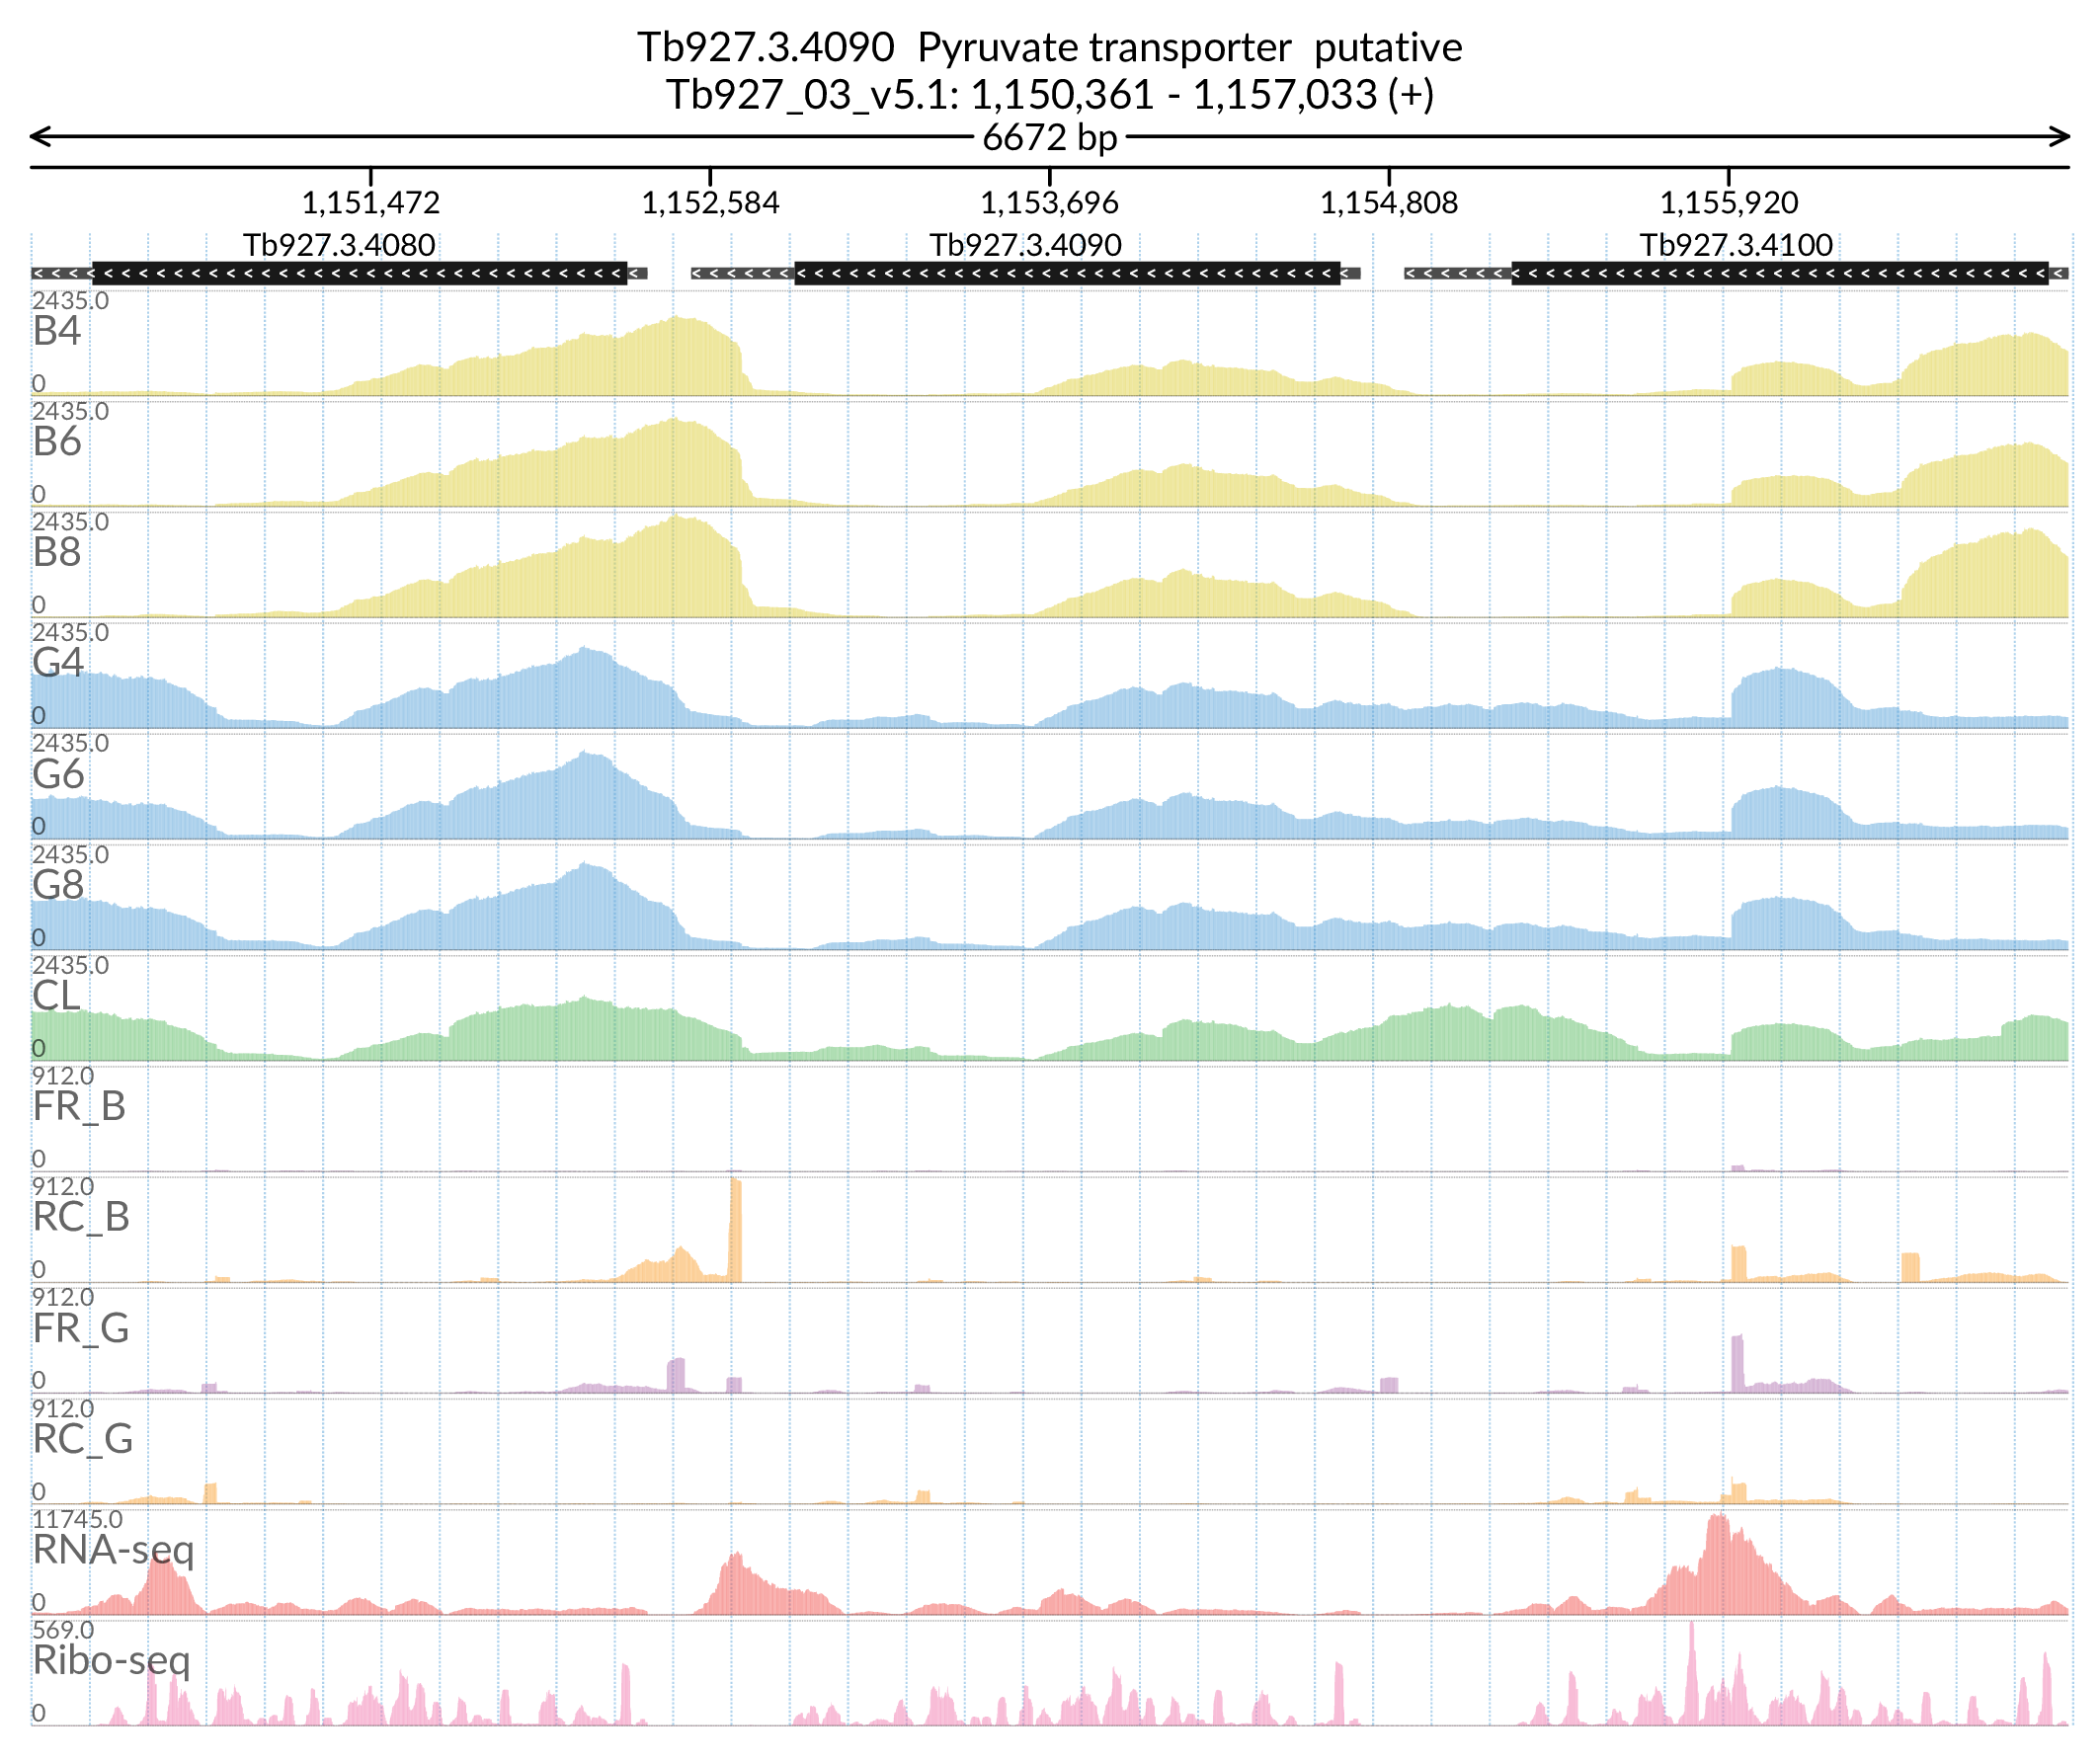 Tb927.3.4090 Pyruvate transporter putative
Tb927_03_v5.1: 1,150,361 - 1,157,033 (+)
6672 bp
1,151,472 1,152,584 1,153,696 1,154,808 1,155,920
Tb927.3.4080 Tb927.3.4090 Tb927.3.4100
2435.0
B4
0
2435.0
B6
0
2435.0
B8
0
2435.0
G4
0
2435.0
G6
0
2435.0
G8
0
2435.0
CL
0
912.0
FR_B
0
912.0
RC_B
0
912.0
FR_G
0
912.0
RC_G
0
11745.0
RNA-seq
0
569.0
Ribo-seq
0